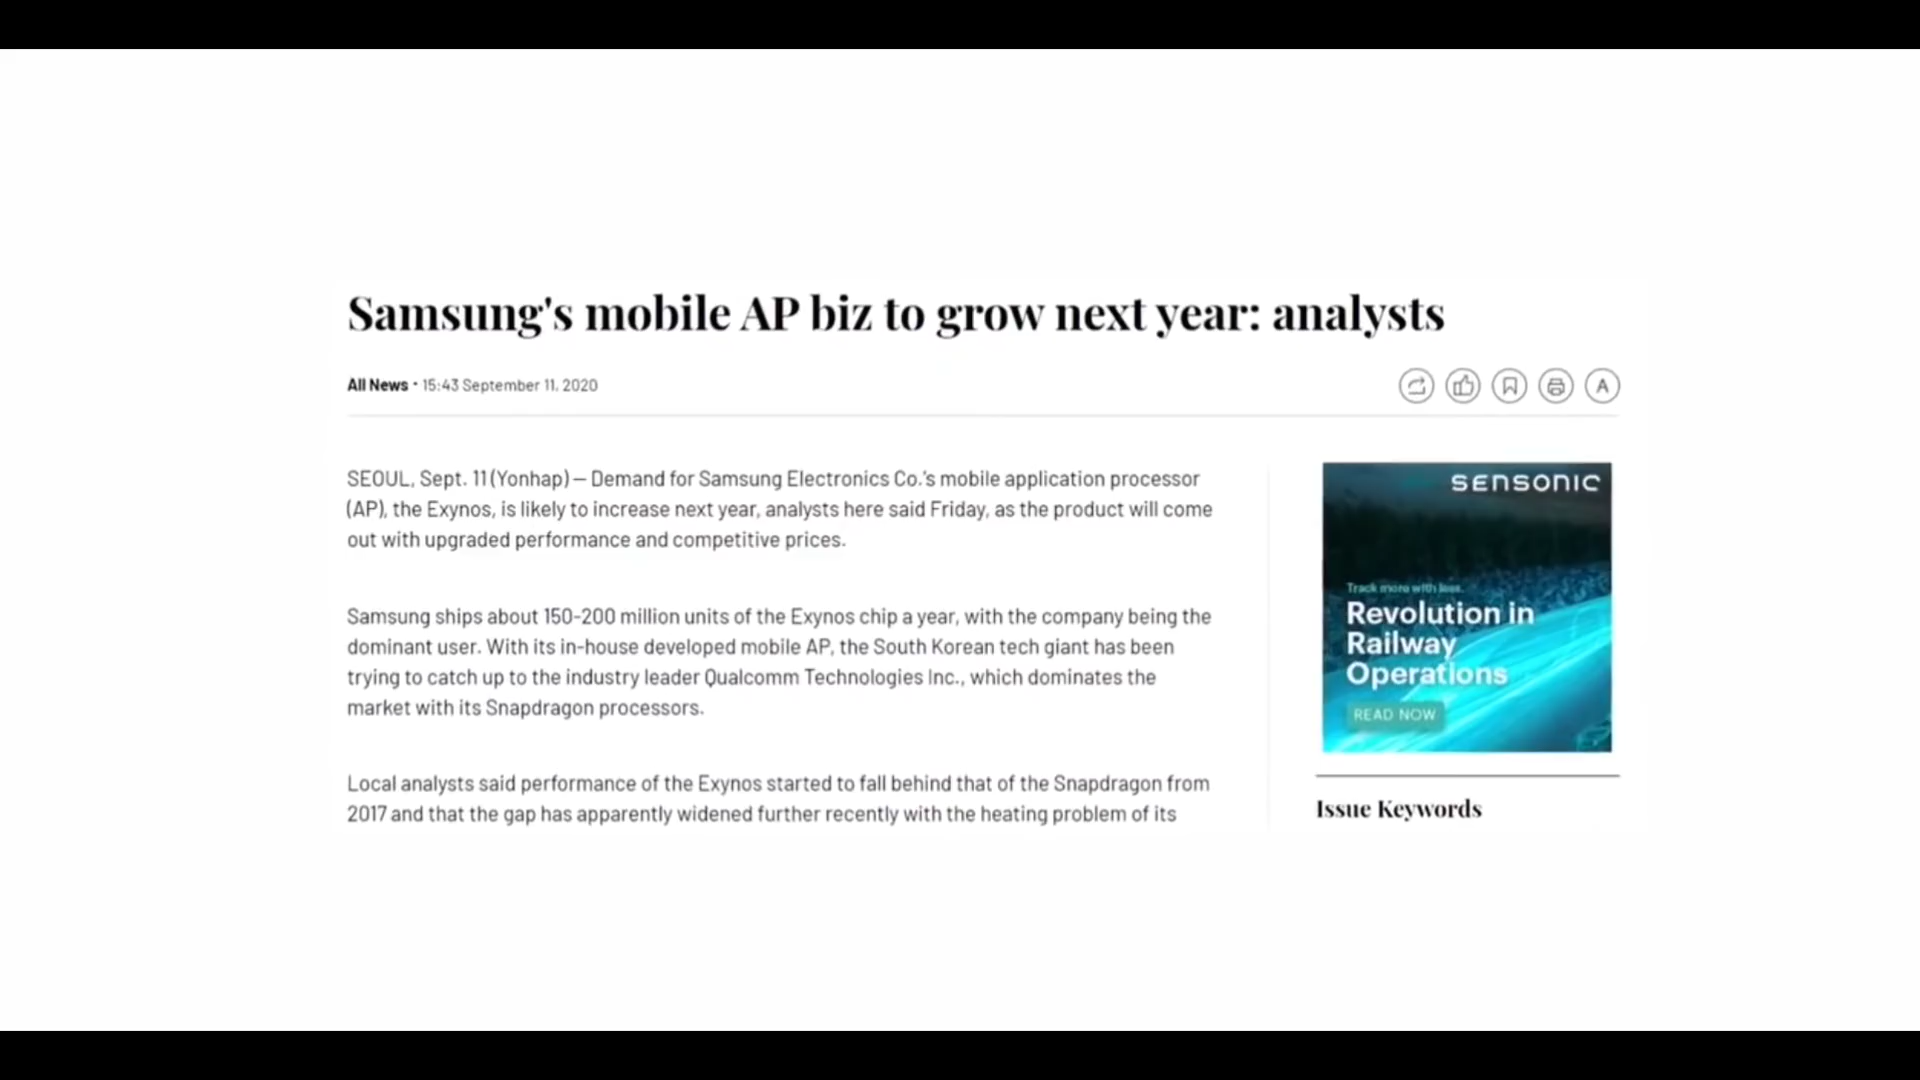 Samsung's mobile AP biz to grow next year: analysts
All News · 15:43 September 11, 2020
A
SEOUL, Sept. 11 (Yonhap) — Demand for Samsung Electronics Co.'s mobile application processor
(AP), the Exynos, is likely to increase next year, analysts here said Friday, as the product will come
out with upgraded performance and competitive prices.
Samsung ships about 150-200 million units of the Exynos chip a year, with the company being the
dominant user. With its in-house developed mobile AP, the South Korean tech giant has been
trying to catch up to the industry leader Qualcomm Technologies Inc., which dominates the
market with its Snapdragon processors.
Local analysts said performance of the Exynos started to fall behind that of the Snapdragon from
2017 and that the gap has apparently widened further recently with the heating problem of its
SENSONIC
Track more with less.
Revolution in
Railway
Operations
READ NOW
Issue Keywords